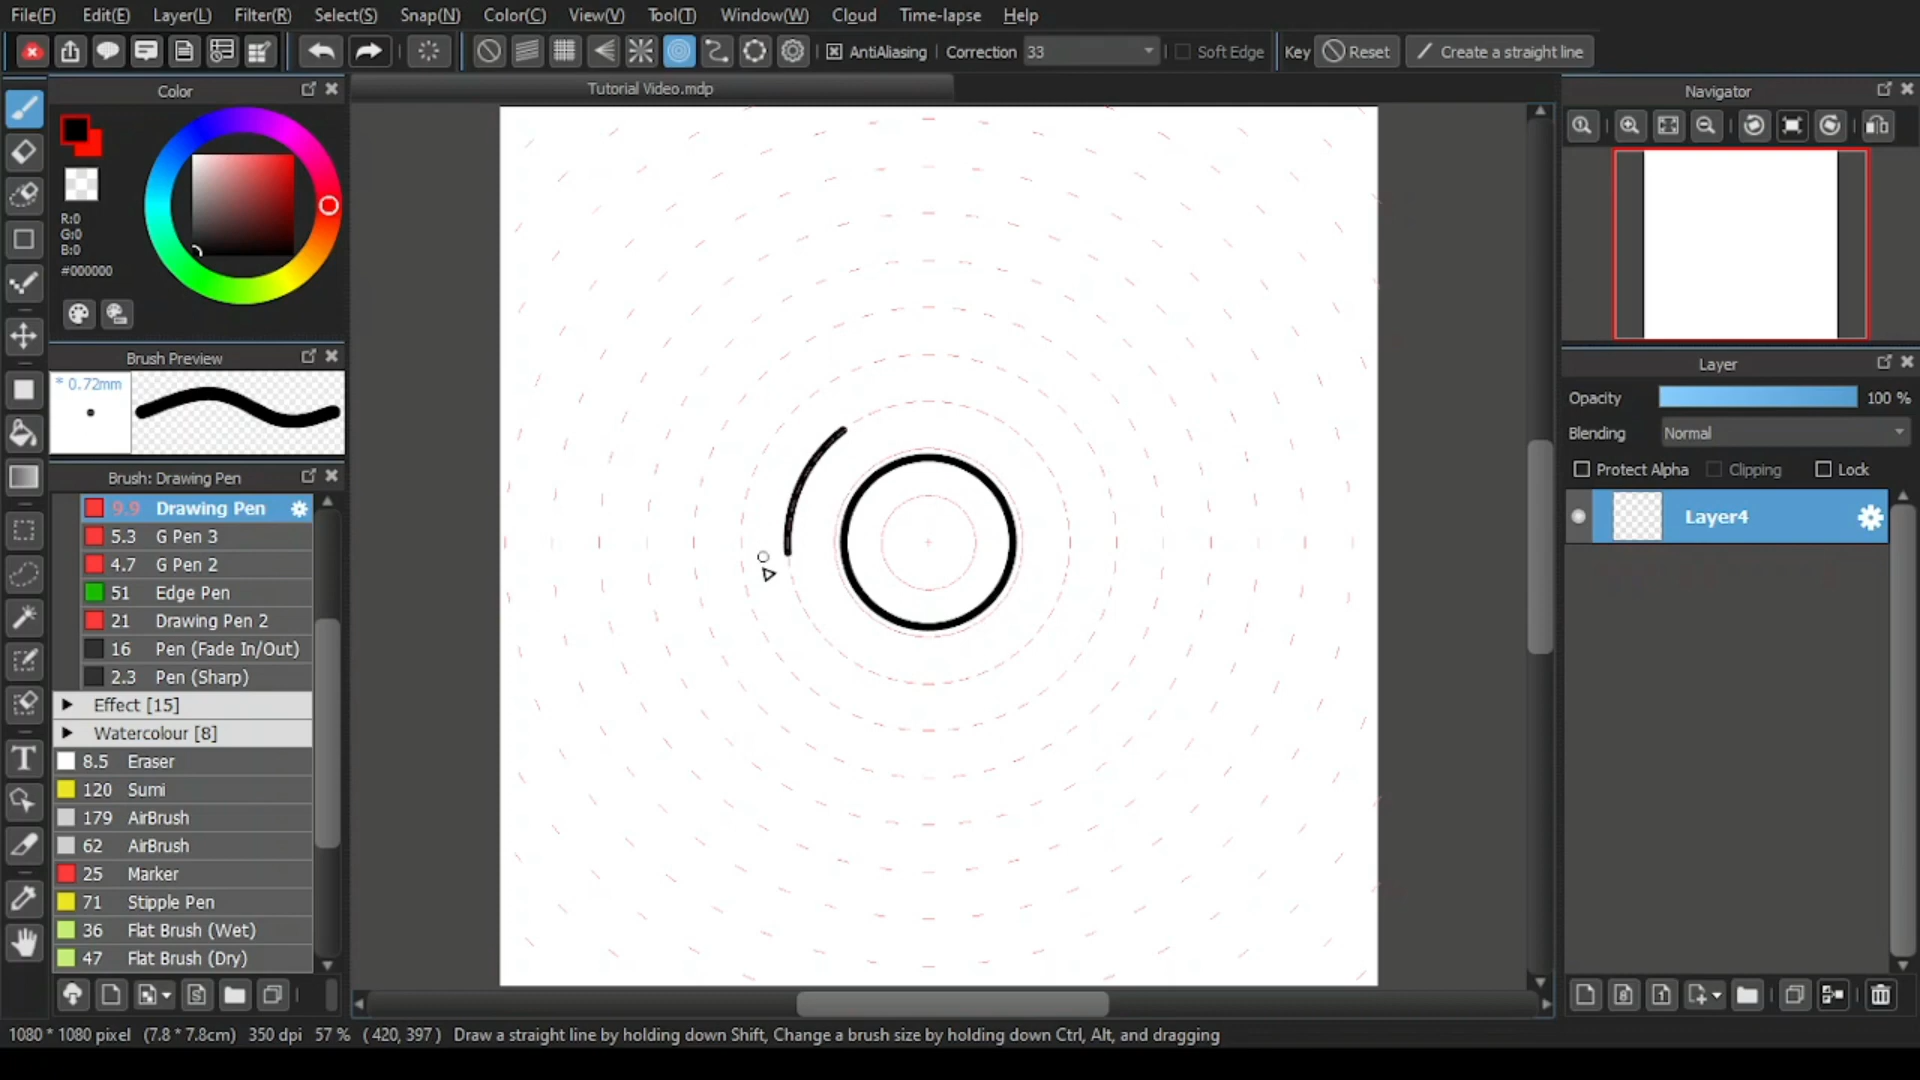 File(F) Edit(E) Layer(L) Filter(R) Select(S) Snap(N) Color(C) View(V) Tool(T) Window(W) Cloud Time-lapse Help
AntiAliasing Correction 33 Soft Edge Key Reset Create a straight line
Color
R:0
G:0
B:0
#000000
Brush Preview
* 0.72mm
Brush: Drawing Pen
9.9 Drawing Pen
5.3 G Pen 3
4.7 G Pen 2
51 Edge Pen
21 Drawing Pen 2
16 Pen (Fade In/Out)
2.3 Pen (Sharp)
Effect [15]
Watercolour [8]
8.5 Eraser
120 Sumi
179 AirBrush
62 AirBrush
25 Marker
71 Stipple Pen
36 Flat Brush (Wet)
47 Flat Brush (Dry)
Tutorial Video.mdp
Navigator
Layer
Opacity 100 %
Blending Normal
Protect Alpha Clipping Lock
Layer4
1080 * 1080 pixel (7.8 * 7.8cm) 350 dpi 57 % ( 420, 397 ) Draw a straight line by holding down Shift, Change a brush size by holding down Ctrl, Alt, and dragging